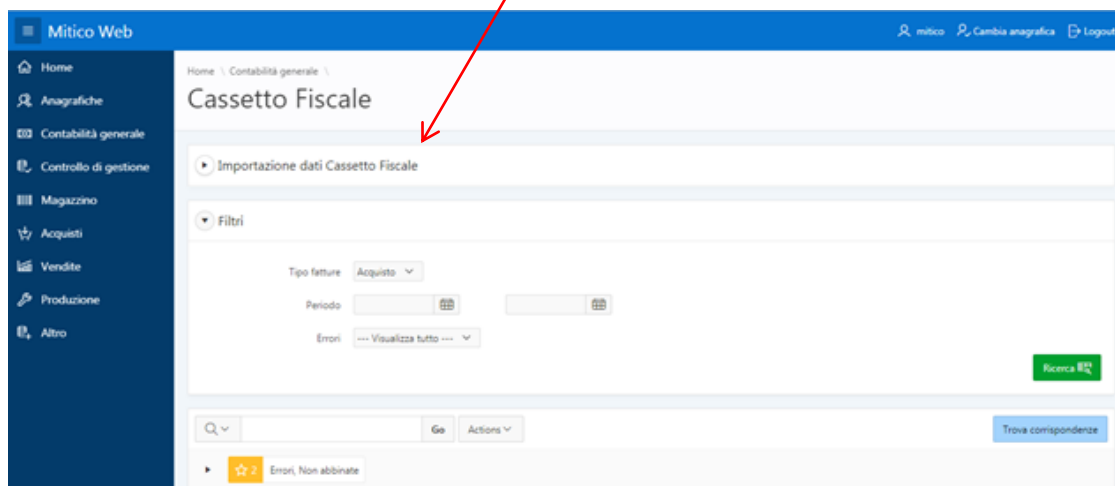 Mitico Web
mitico Cambia anagrafica Logout
Home
Anagrafiche
Contabilità generale
Controllo di gestione
Magazzino
Acquisti
Vendite
Produzione
Altro
Home \ Contabilità generale \
Cassetto Fiscale
Importazione dati Cassetto Fiscale
Filtri
Tipo fatture Acquisto
Periodo
Errori --- Visualizza tutto ---
Ricerca
Go Actions Trova corrispondenze
2 Errori, Non abbinate